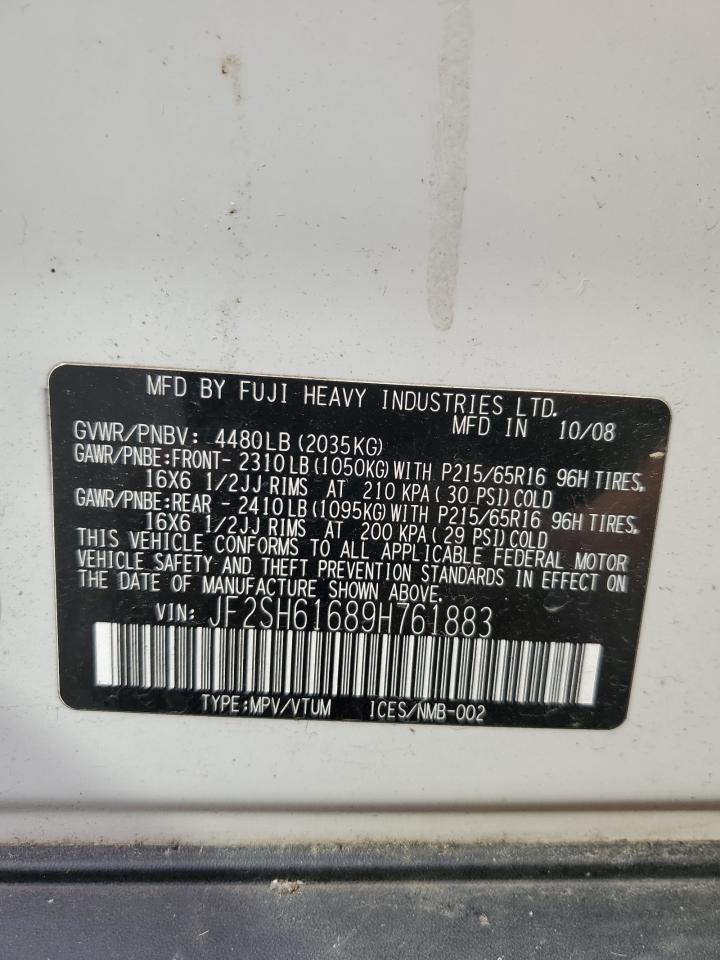 MFD BY FUJI HEAVY INDUSTRIES LTD.
MFD IN 10/08
GVWR/PNBV: 4480LB (2035KG)
GAWR/PNBE:FRONT- 2310 LB (1050KG) WITH P215/65R16 96H TIRES,
16X6 1/2JJ RIMS AT 210 KPA ( 30 PSI) COLD
GAWR/PNBE:REAR - 2410 LB (1095KG) WITH P215/65R16 96H TIRES,
16X6 1/2JJ RIMS AT 200 KPA ( 29 PSI) COLD
THIS VEHICLE CONFORMS TO ALL APPLICABLE FEDERAL MOTOR
VEHICLE SAFETY AND THEFT PREVENTION STANDARDS IN EFFECT ON
THE DATE OF MANUFACTURE SHOWN ABOVE.
VIN: JF2SH61689H761883
TYPE:MPV/VTUM ICES/NMB-002